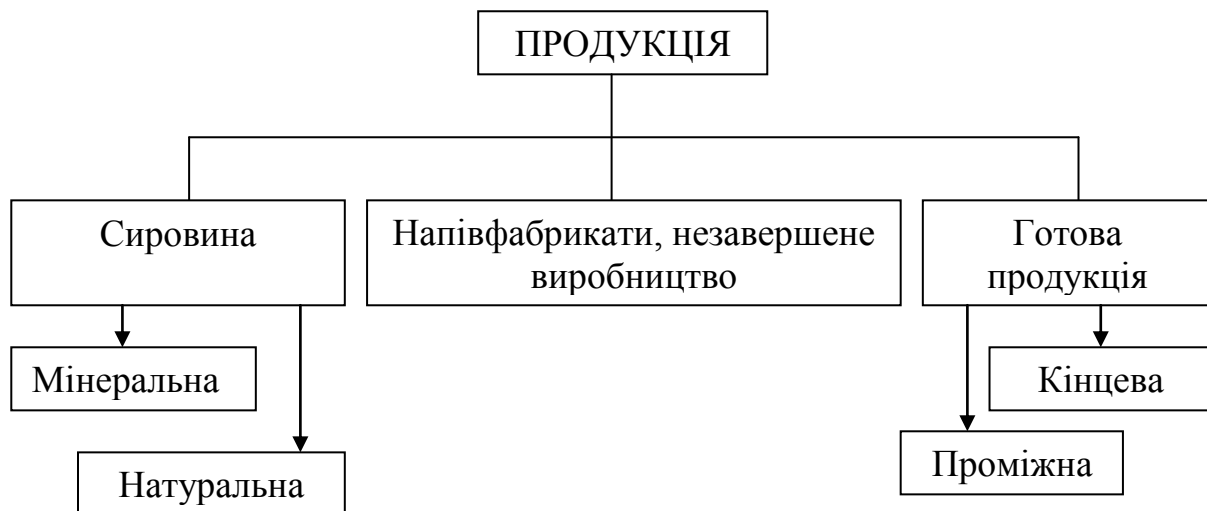 ПРОДУКЦІЯ
Сировина
Напівфабрикати, незавершене
виробництво
Готова
продукція
Мінеральна
Кінцева
Натуральна
Проміжна